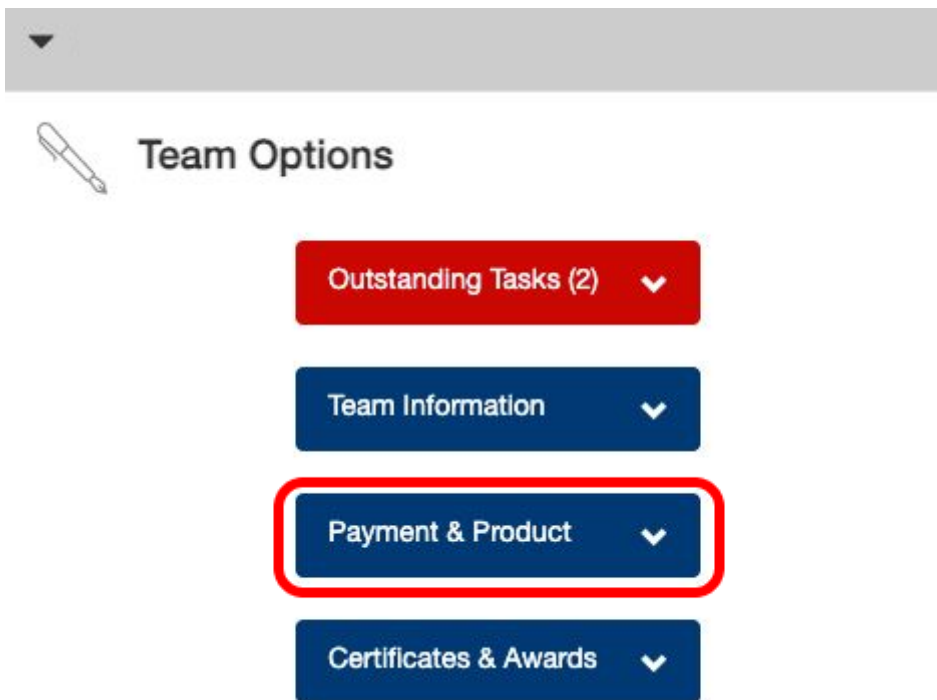 Team Options
Outstanding Tasks (2)
Team Information
Payment & Product
Certificates & Awards